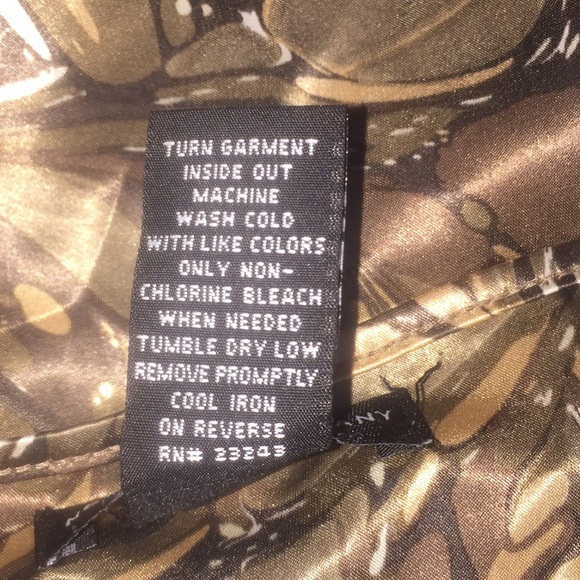 TURN GARMENT
INSIDE OUT
MACHINE
WASH COLD
WITH LIKE COLORS
ONLY NON-
CHLORINE BLEACH
WHEN NEEDED
TUMBLE DRY LOW
REMOVE PROMPTLY
COOL IRON
ON REVERSE
RN# 23243
NY